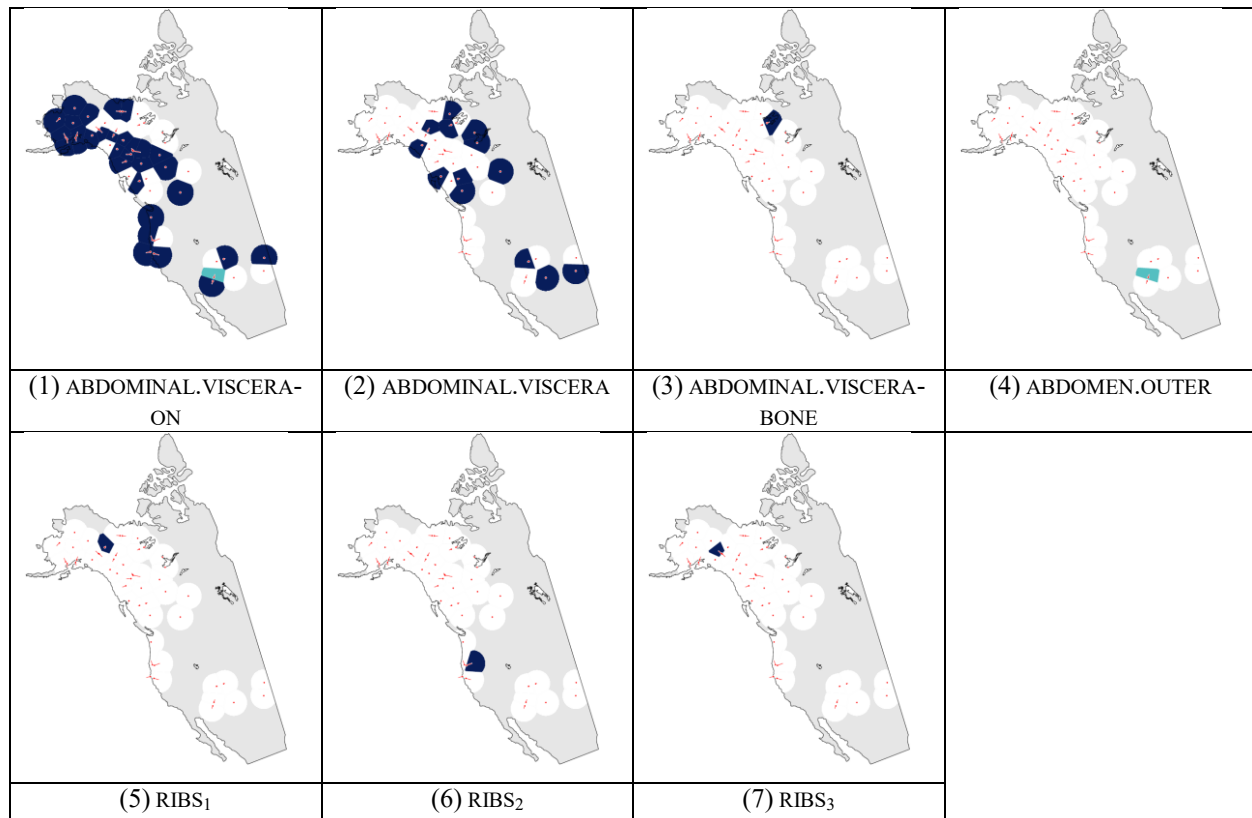 (1) ABDOMINAL.VISCERA-
ON
(2) ABDOMINAL.VISCERA
(3) ABDOMINAL.VISCERA-
BONE
(4) ABDOMEN.OUTER
(5) RIBS₁
(6) RIBS₂
(7) RIBS₃